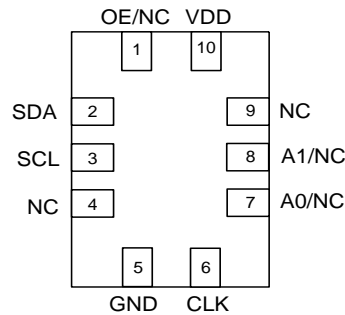 OE/NC VDD
1 10
SDA 2 9 NC
SCL 3 8 A1/NC
NC 4 7 A0/NC
5 6
GND CLK